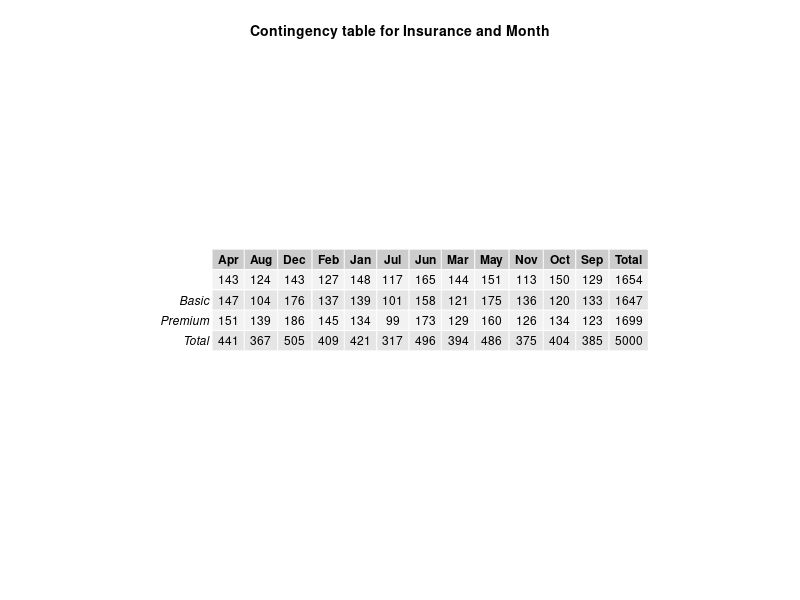 Contingency table for Insurance and Month
Apr Aug Dec Feb Jan Jul Jun Mar May Nov Oct Sep Total
143 124 143 127 148 117 165 144 151 113 150 129 1654
Basic 147 104 176 137 139 101 158 121 175 136 120 133 1647
Premium 151 139 186 145 134 99 173 129 160 126 134 123 1699
Total 441 367 505 409 421 317 496 394 486 375 404 385 5000